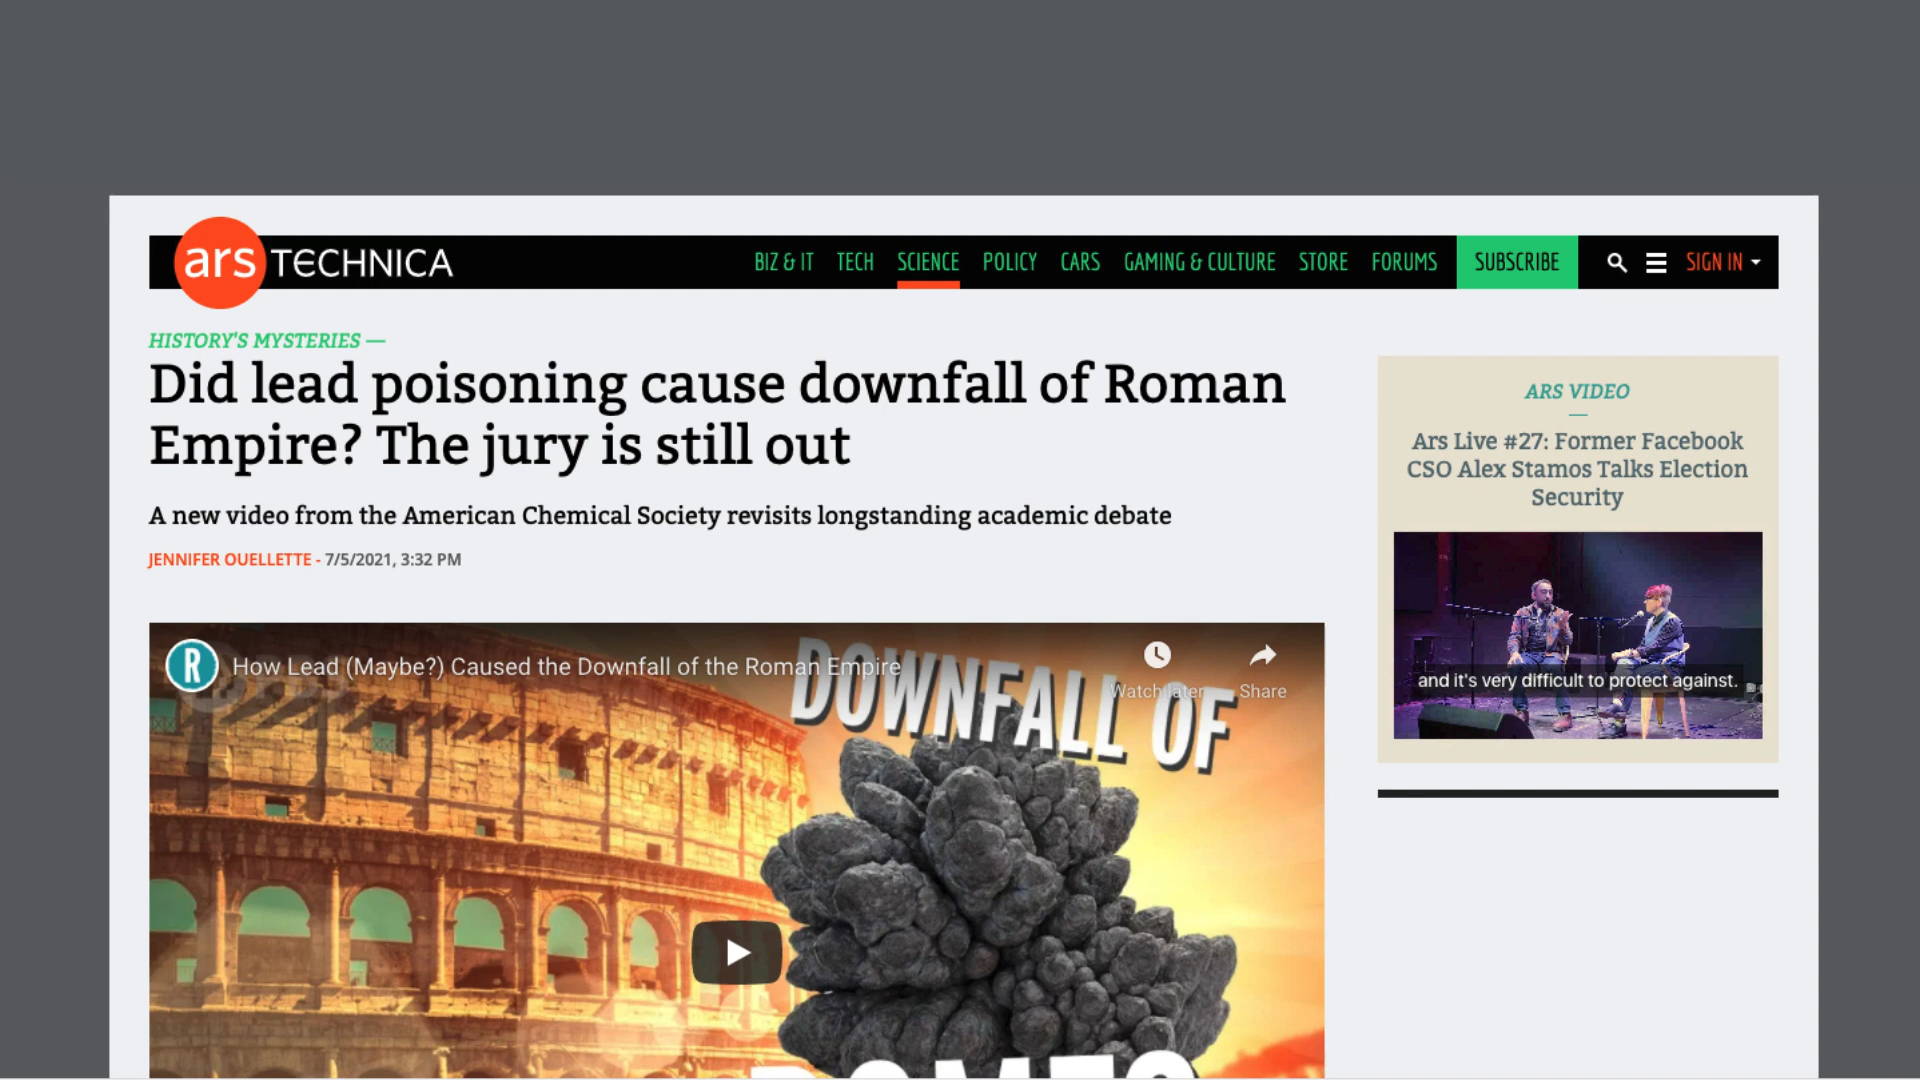 ars TECHNICA
BIZ & IT TECH SCIENCE POLICY CARS GAMING & CULTURE STORE FORUMS SUBSCRIBE SIGN IN
HISTORY'S MYSTERIES —
Did lead poisoning cause downfall of Roman
Empire? The jury is still out
A new video from the American Chemical Society revisits longstanding academic debate
JENNIFER OUELLETTE - 7/5/2021, 3:32 PM
R How Lead (Maybe?) Caused the Downfall of the Roman Empire
Watch later Share
DOWNFALL OF
ARS VIDEO
Ars Live #27: Former Facebook
CSO Alex Stamos Talks Election
Security
and it's very difficult to protect against.